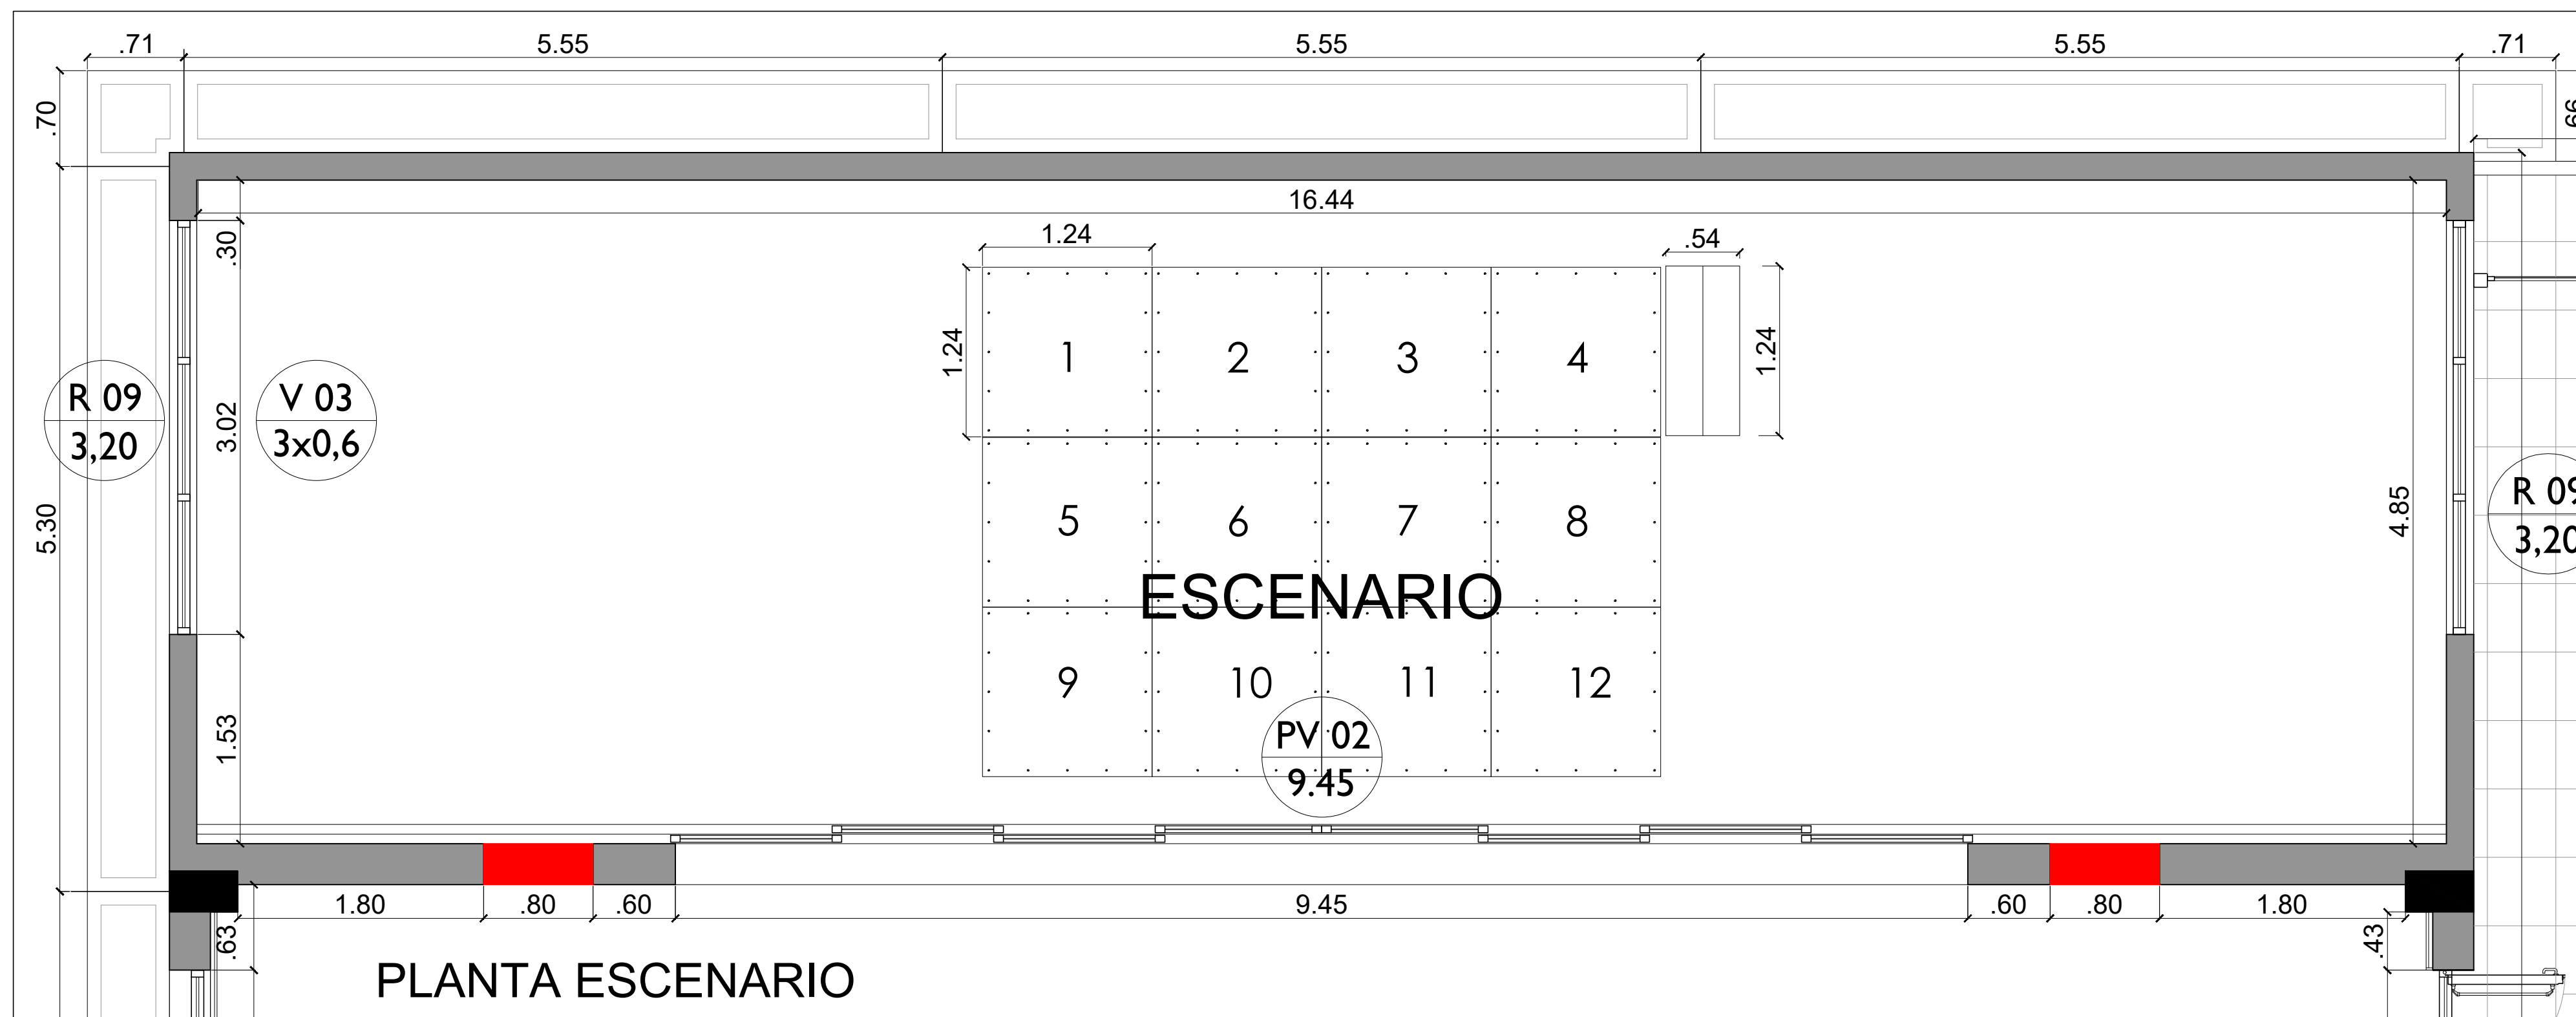 .71 5.55 5.55 5.55 .71
.70
.66
16.44
.30
1.24
.54
1.24
1.24
1 2 3 4
R 09
3,20
V 03
3x0,6
3.02
5.30
4.85
R 09
3,20
5 6 7 8
ESCENARIO
9 10 11 12
1.53
PV 02
9.45
1.80 .80 .60 9.45 .60 .80 1.80
.63
.43
PLANTA ESCENARIO